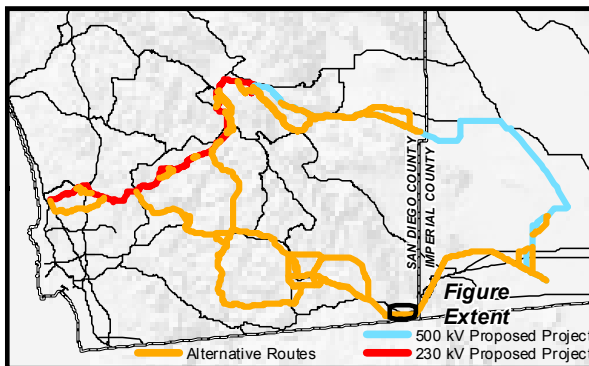 SAN DIEGO COUNTY
IMPERIAL COUNTY
Figure
Extent
500 kV Proposed Project
Alternative Routes
230 kV Proposed Project